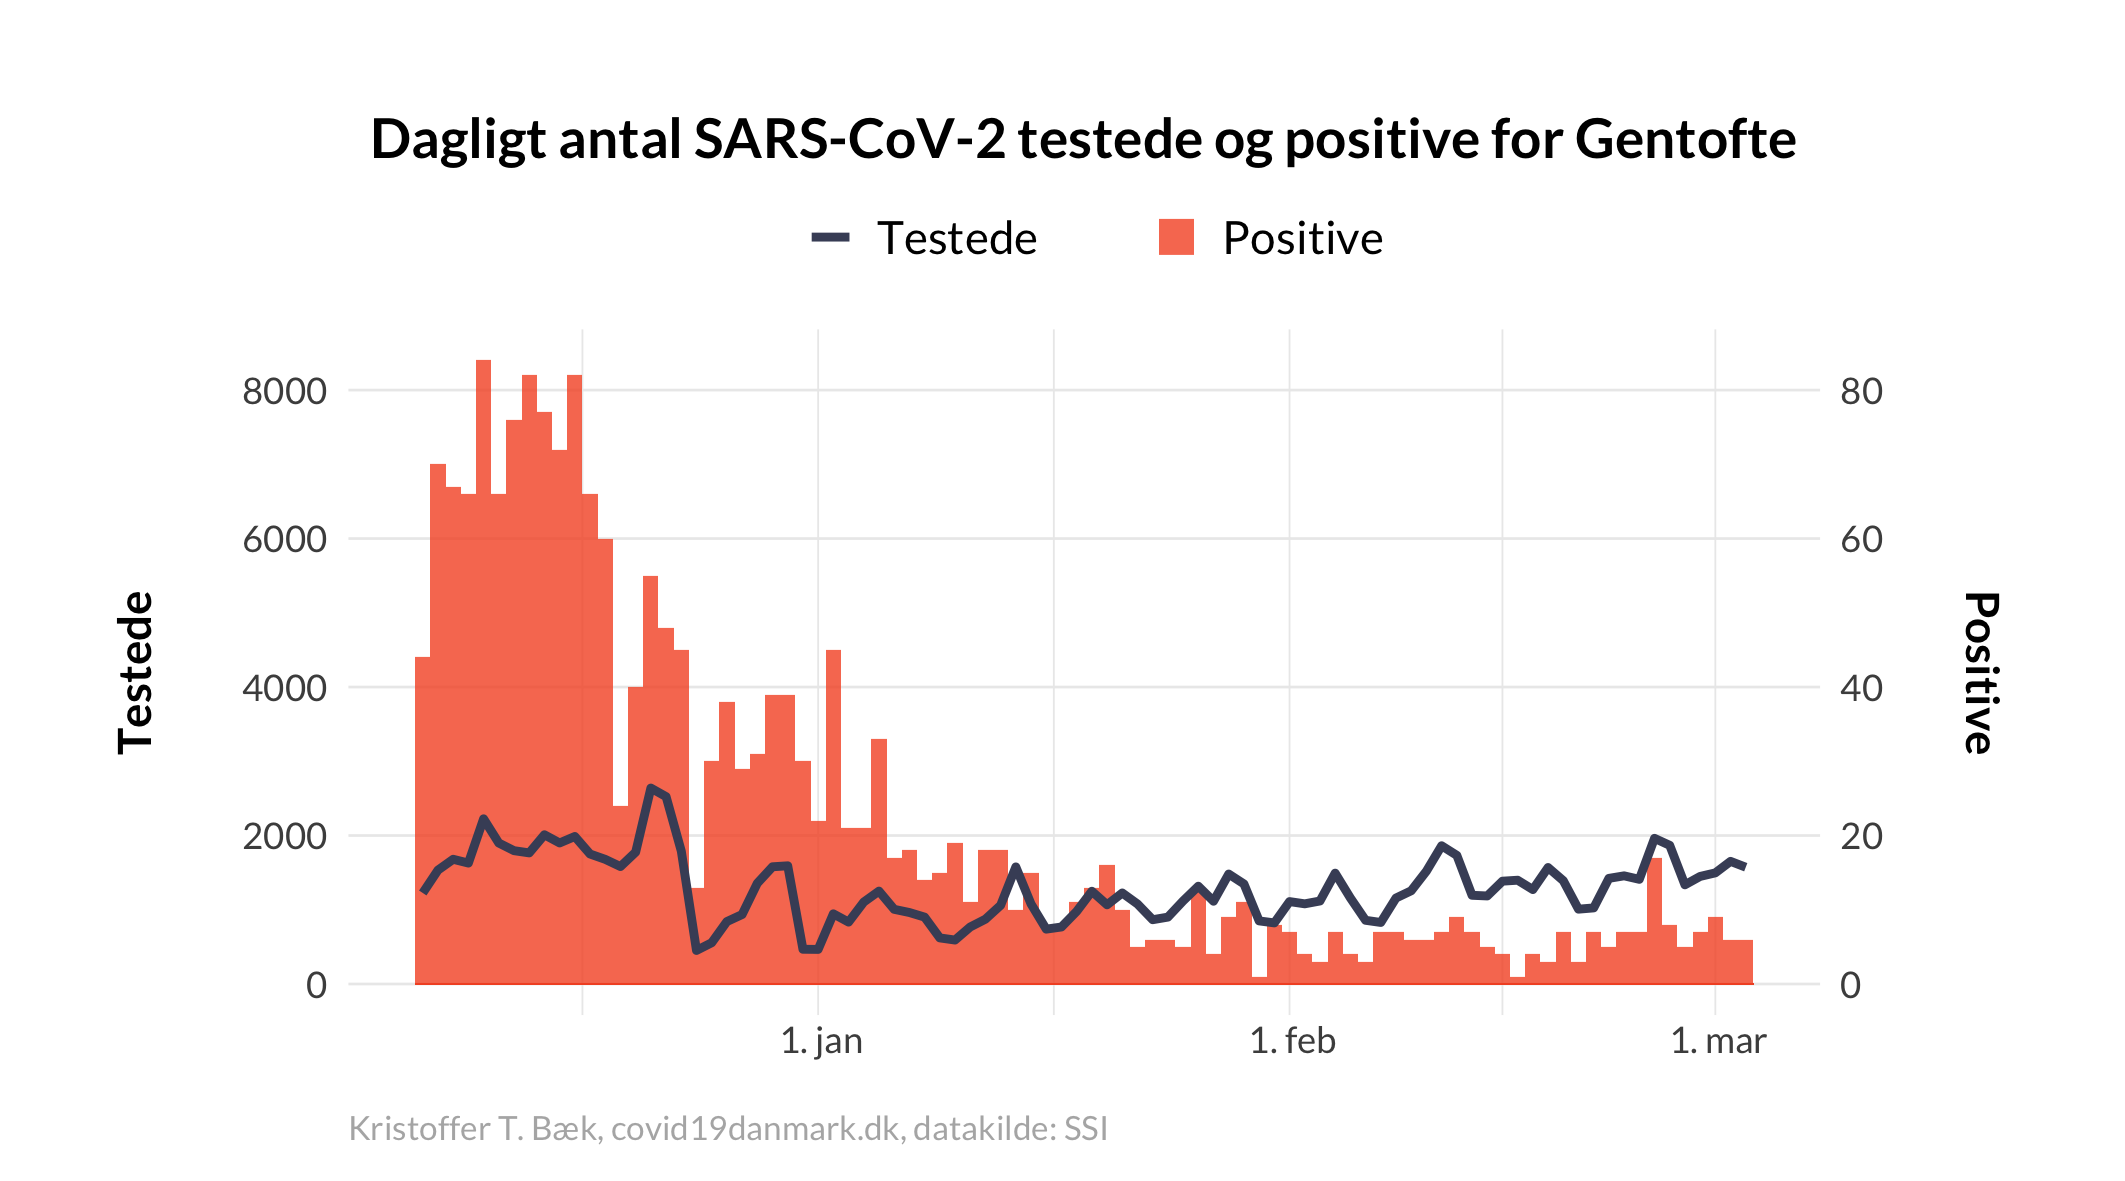 Dagligt antal SARS-CoV-2 testede og positive for Gentofte
Testede
Positive
8000
6000
4000
2000
0
80
60
40
20
0
Testede
Positive
1. jan
1. feb
1. mar
Kristoffer T. Bæk, covid19danmark.dk, datakilde: SSI